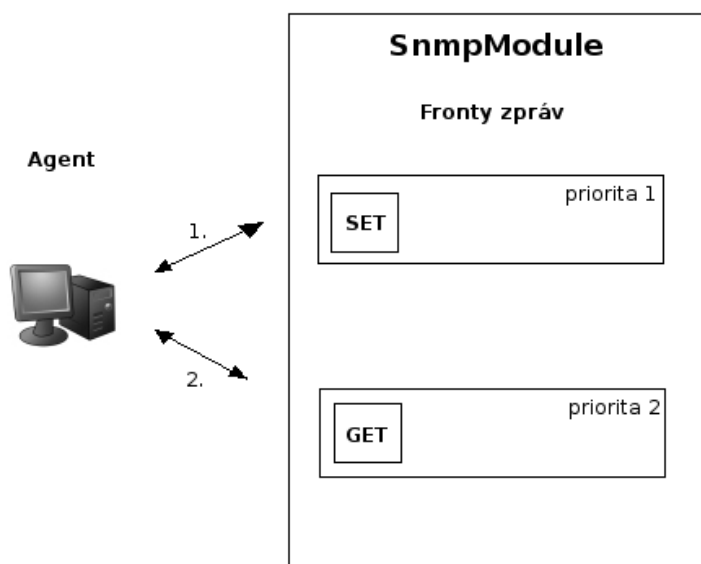 SnmpModule
Fronty zpráv
Agent
priorita 1
SET
1.
2.
priorita 2
GET